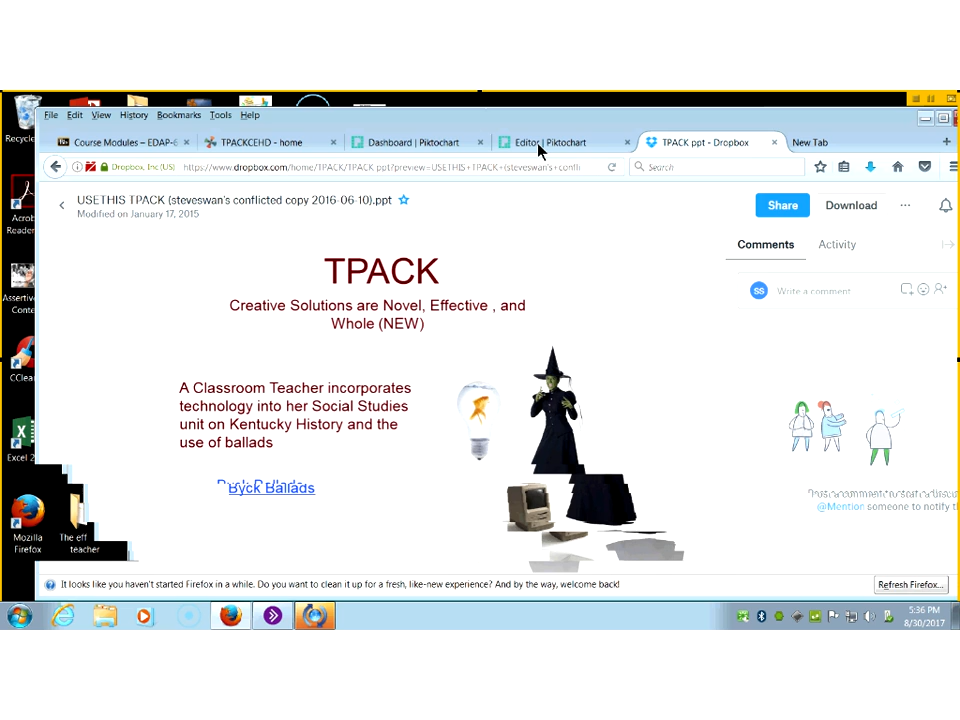 File Edit View History Bookmarks Tools Help
Course Modules – EDAP-6 × TPACKCEHD - home × Dashboard | Piktochart × Editor | Piktochart × TPACK ppt - Dropbox × New Tab
Dropbox, Inc (US) https://www.dropbox.com/home/TPACK/TPACK ppt?preview=USETHIS+TPACK+(steveswan's+confli Search
USETHIS TPACK (steveswan's conflicted copy 2016-06-10).ppt
Modified on January 17, 2015
Share Download ...
Comments Activity
SS Write a comment
TPACK
Creative Solutions are Novel, Effective , and
Whole (NEW)
A Classroom Teacher incorporates
technology into her Social Studies
unit on Kentucky History and the
use of ballads
Byck Ballads
@Mention someone to notify
Recycle
Acrob
Reader
Assertive
Conte
CClea
Excel 2
Mozilla
Firefox
The eff
teacher
It looks like you haven't started Firefox in a while. Do you want to clean it up for a fresh, like-new experience? And by the way, welcome back!
Refresh Firefox...
5:36 PM
8/30/2017